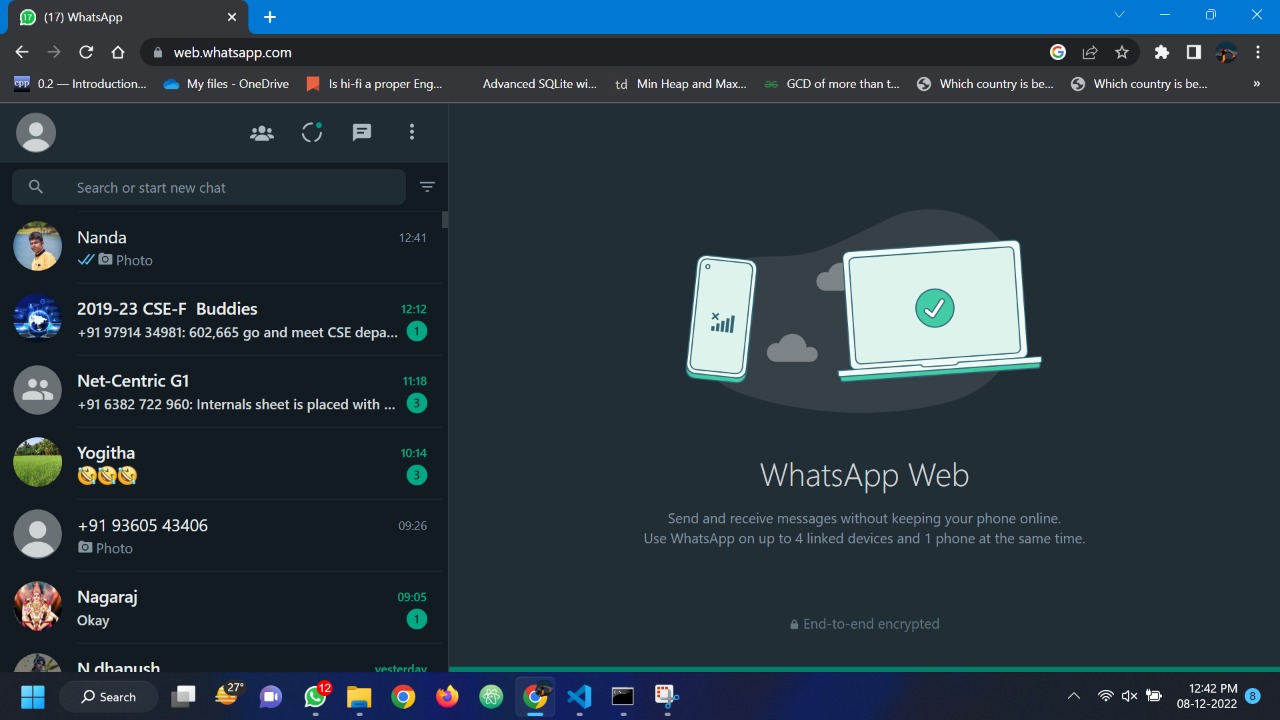 17
(17) WhatsApp
web.whatsapp.com
cpp
0.2 — Introduction...
My files - OneDrive
Is hi-fi a proper Eng...
Advanced SQLite wi...
td
Min Heap and Max...
GCD of more than t...
Which country is be...
Which country is be...
»
Search or start new chat
Nanda
12:41
Photo
2019-23 CSE-F Buddies
12:12
+91 97914 34981: 602,665 go and meet CSE depa...
1
Net-Centric G1
11:18
+91 6382 722 960: Internals sheet is placed with ...
3
Yogitha
10:14
🤣🤣🤣
3
+91 93605 43406
09:26
Photo
Nagaraj
09:05
Okay
1
N dhanush
yesterday
WhatsApp Web
Send and receive messages without keeping your phone online.
Use WhatsApp on up to 4 linked devices and 1 phone at the same time.
End-to-end encrypted
Search
27°
12
12:42 PM
08-12-2022
8